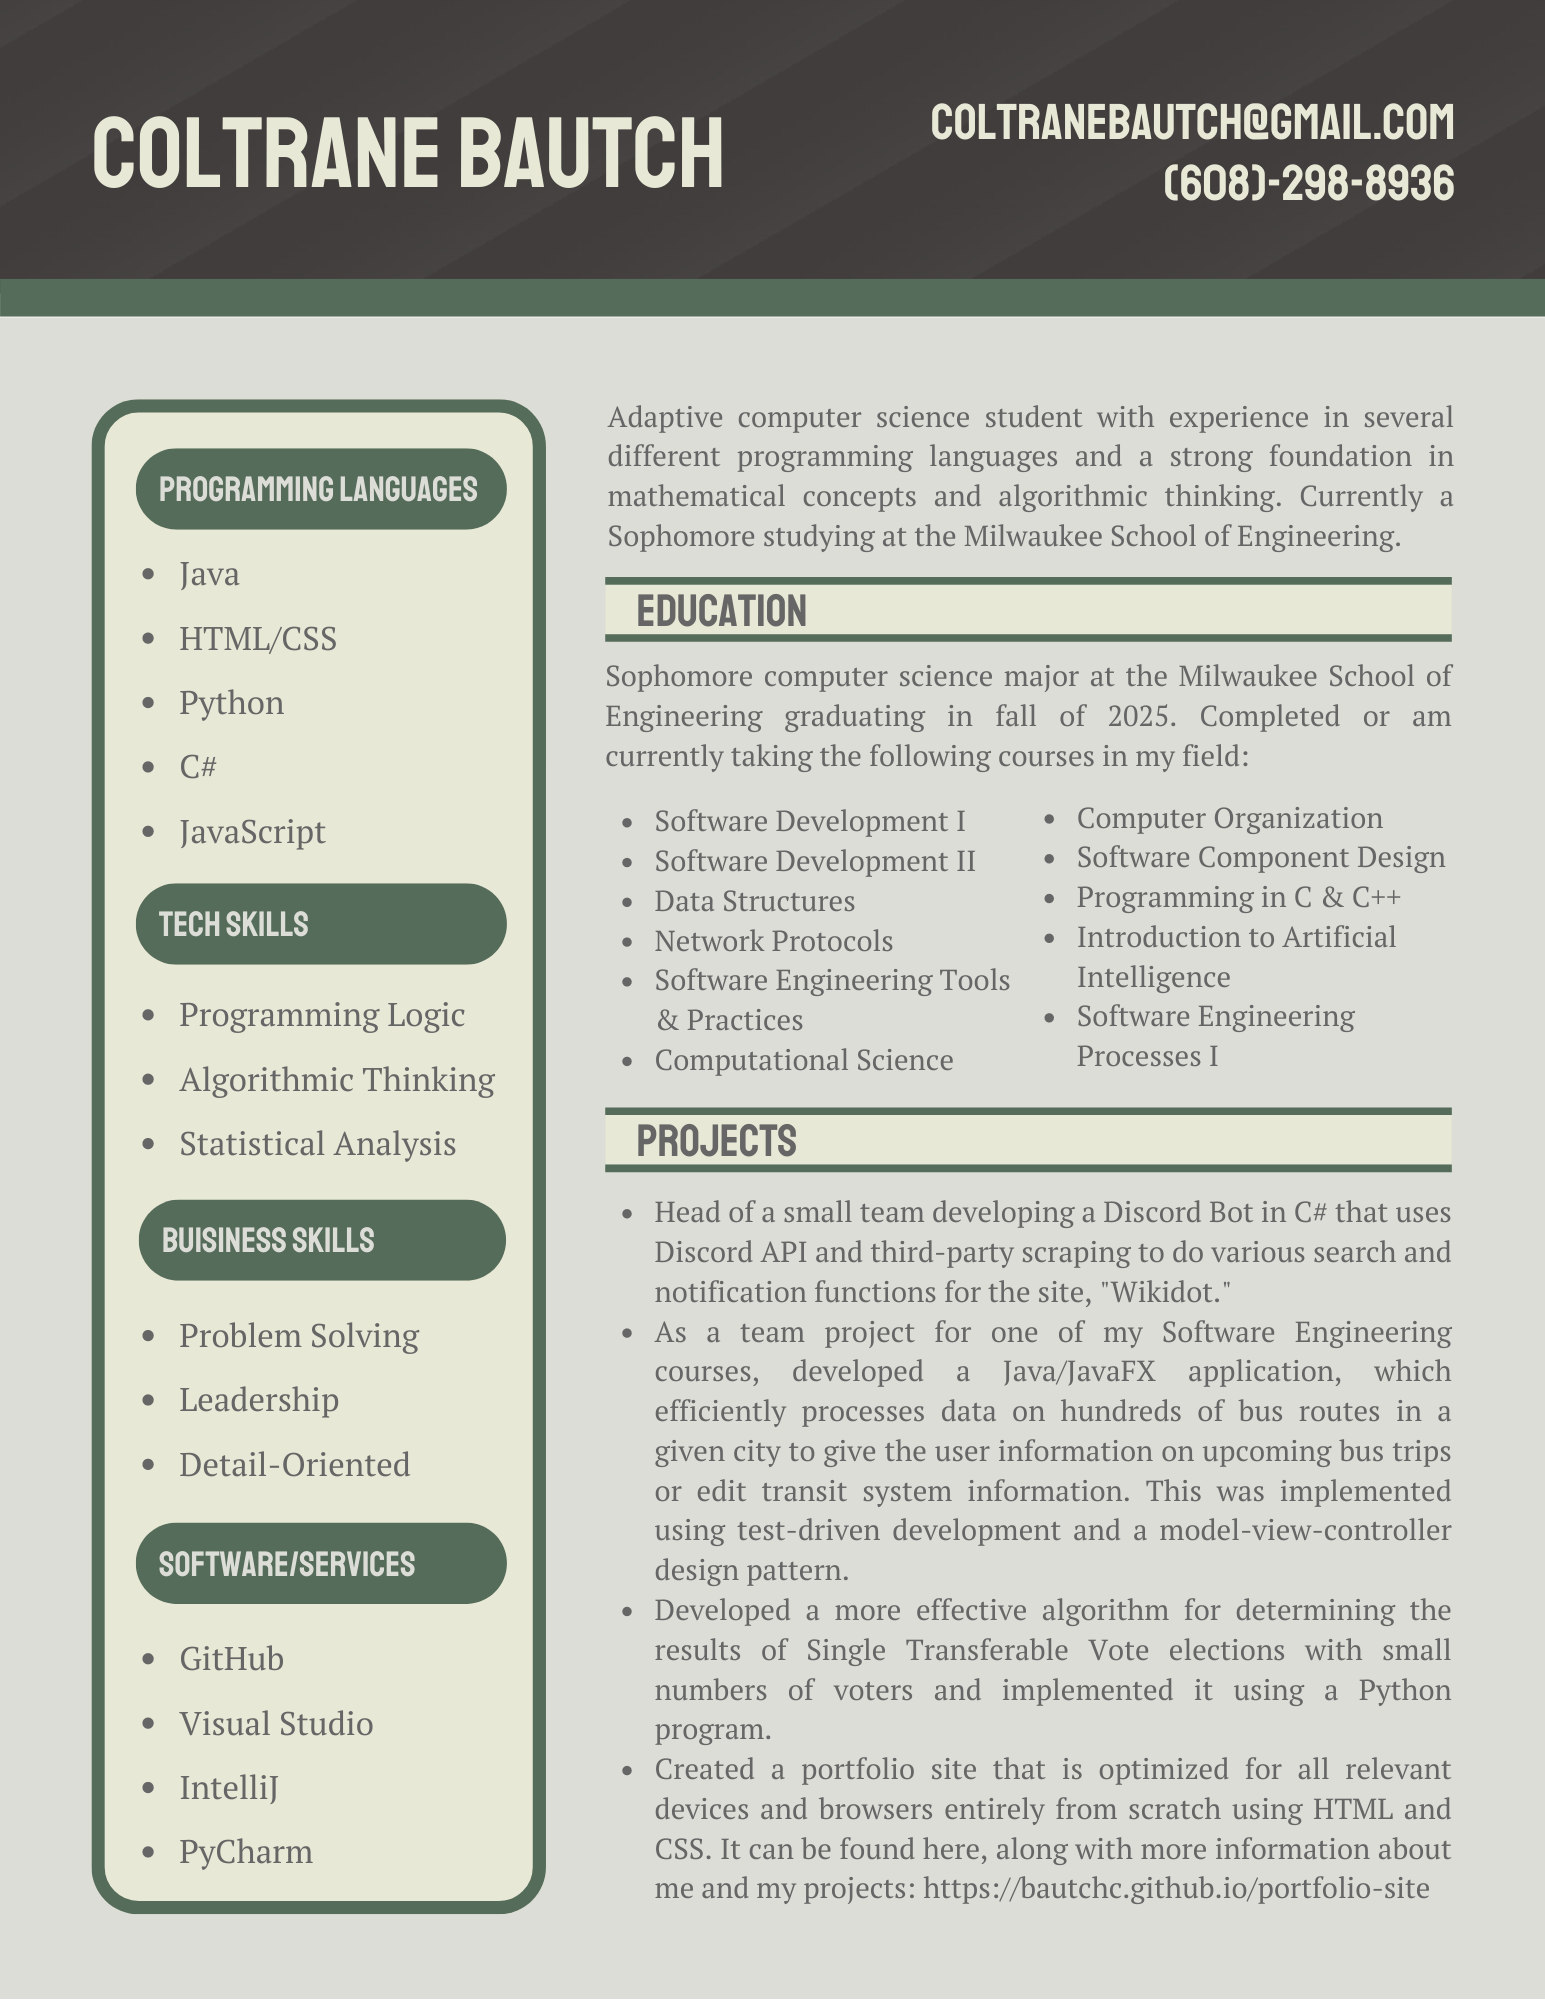 COLTRANE BAUTCH
COLTRANEBAUTCH@GMAIL.COM
(608)-298-8936
PROGRAMMING LANGUAGES
• Java
• HTML/CSS
• Python
• C#
• JavaScript
TECH SKILLS
• Programming Logic
• Algorithmic Thinking
• Statistical Analysis
BUISINESS SKILLS
• Problem Solving
• Leadership
• Detail-Oriented
SOFTWARE/SERVICES
• GitHub
• Visual Studio
• IntelliJ
• PyCharm
Adaptive computer science student with experience in several
different programming languages and a strong foundation in
mathematical concepts and algorithmic thinking. Currently a
Sophomore studying at the Milwaukee School of Engineering.
EDUCATION
Sophomore computer science major at the Milwaukee School of
Engineering graduating in fall of 2025. Completed or am
currently taking the following courses in my field:
• Software Development I
• Software Development II
• Data Structures
• Network Protocols
• Software Engineering Tools
& Practices
• Computational Science
• Computer Organization
• Software Component Design
• Programming in C & C++
• Introduction to Artificial
Intelligence
• Software Engineering
Processes I
PROJECTS
• Head of a small team developing a Discord Bot in C# that uses
Discord API and third-party scraping to do various search and
notification functions for the site, "Wikidot."
• As a team project for one of my Software Engineering
courses, developed a Java/JavaFX application, which
efficiently processes data on hundreds of bus routes in a
given city to give the user information on upcoming bus trips
or edit transit system information. This was implemented
using test-driven development and a model-view-controller
design pattern.
• Developed a more effective algorithm for determining the
results of Single Transferable Vote elections with small
numbers of voters and implemented it using a Python
program.
• Created a portfolio site that is optimized for all relevant
devices and browsers entirely from scratch using HTML and
CSS. It can be found here, along with more information about
me and my projects: https://bautchc.github.io/portfolio-site